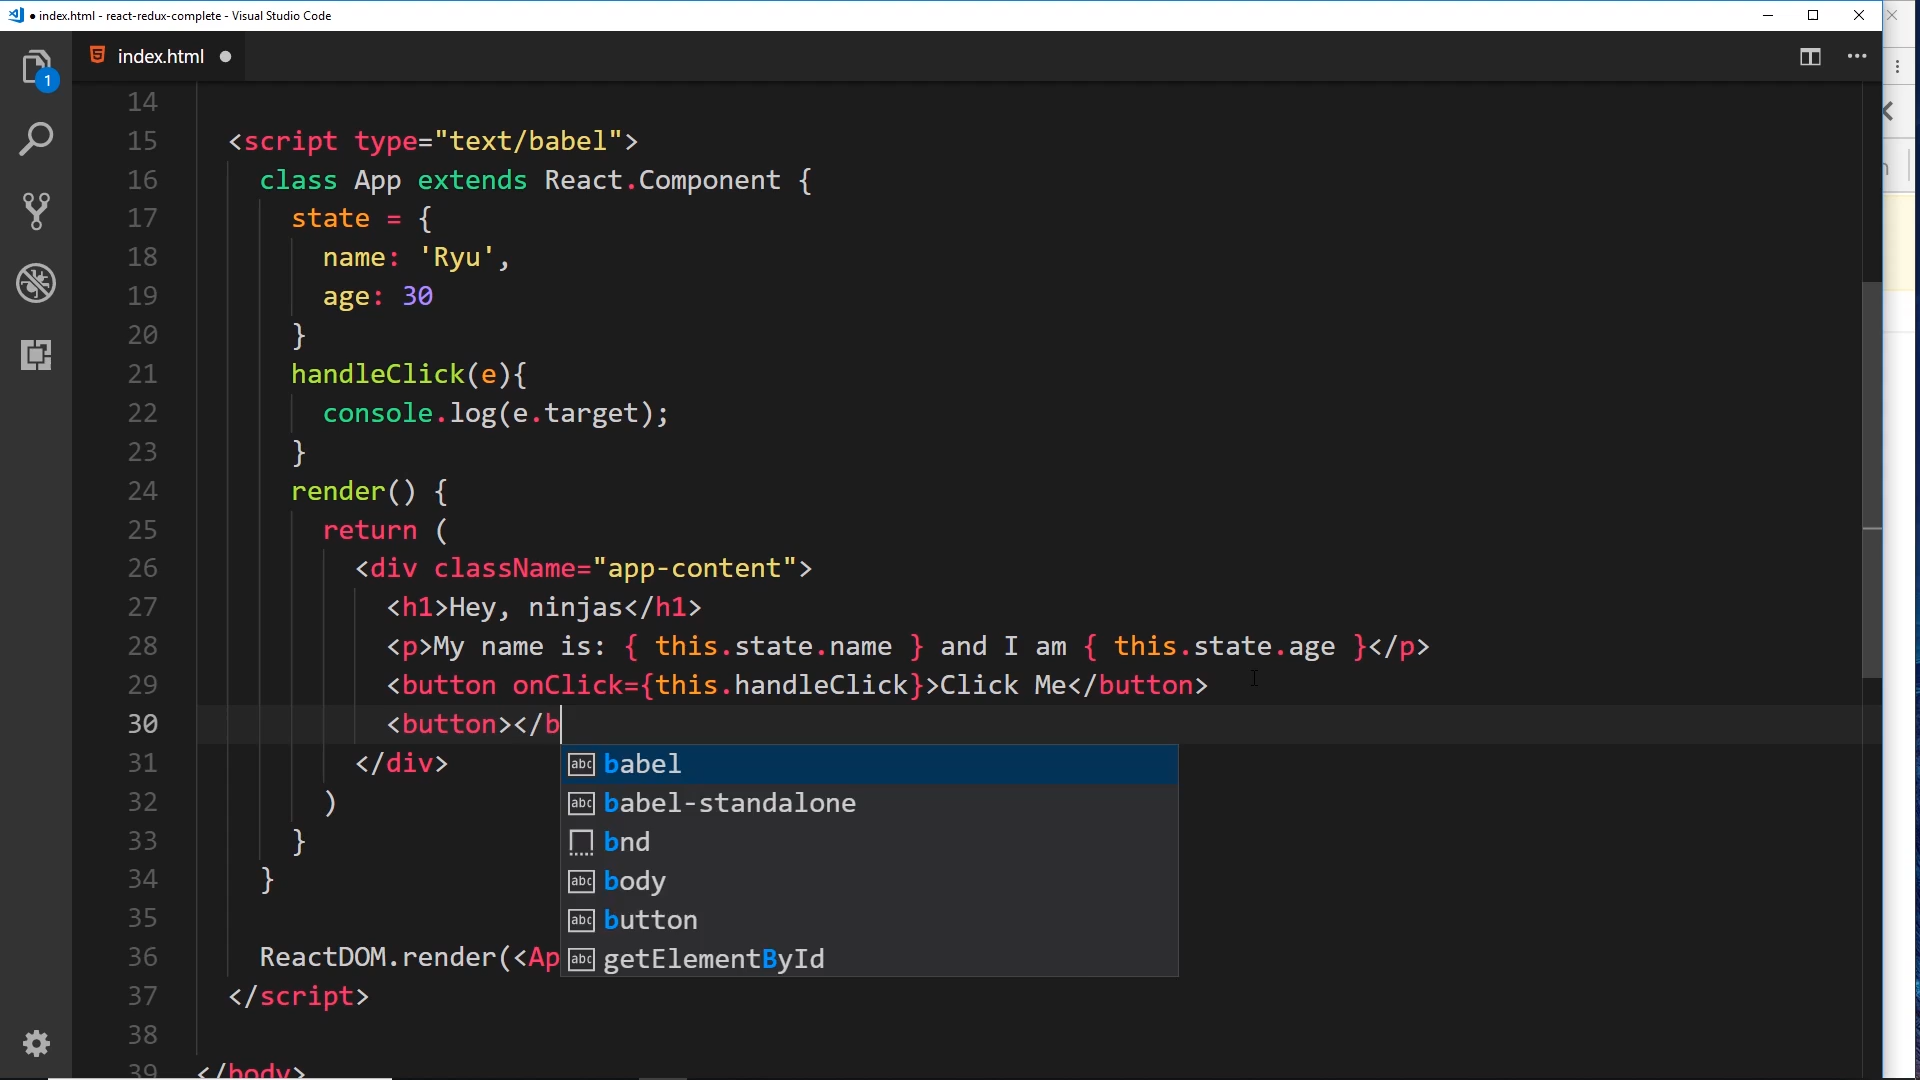 index.html - react-redux-complete - Visual Studio Code
index.html
1
14
15 <script type="text/babel">
16 class App extends React.Component {
17 state = {
18 name: 'Ryu',
19 age: 30
20 }
21 handleClick(e){
22 console.log(e.target);
23 }
24 render() {
25 return (
26 <div className="app-content">
27 <h1>Hey, ninjas</h1>
28 <p>My name is: { this.state.name } and I am { this.state.age }</p>
29 <button onClick={this.handleClick}>Click Me</button>
30 <button></b
31 </div>
babel
32 )
babel-standalone
33 }
bnd
34 }
body
35
button
36 ReactDOM.render(<Ap
getElementById
37 </script>
38
39 </body>